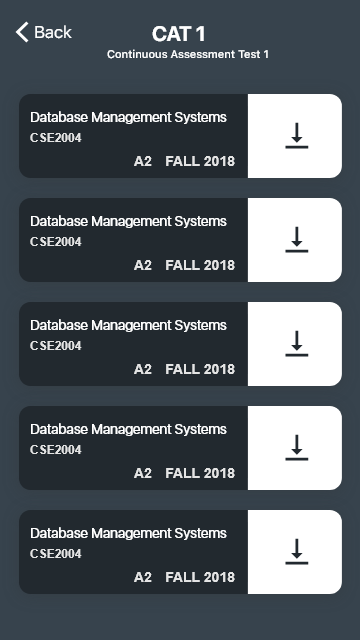 Back
CAT 1
Continuous Assessment Test 1
Database Management Systems
CSE2004
A2 FALL 2018
Database Management Systems
CSE2004
A2 FALL 2018
Database Management Systems
CSE2004
A2 FALL 2018
Database Management Systems
CSE2004
A2 FALL 2018
Database Management Systems
CSE2004
A2 FALL 2018